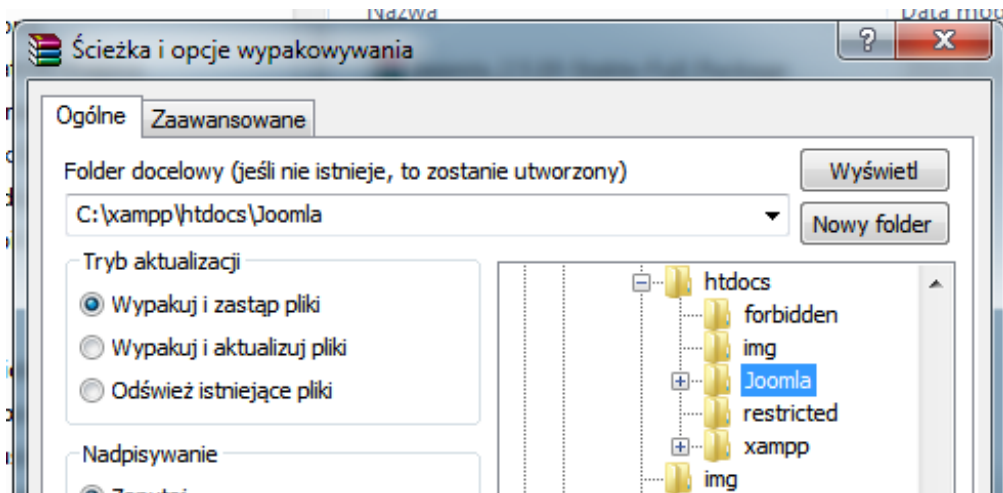 Nazwa
Data mod
Ścieżka i opcje wypakowywania
Ogólne
Zaawansowane
Folder docelowy (jeśli nie istnieje, to zostanie utworzony)
Wyświetl
C:\xampp\htdocs\Joomla
Nowy folder
Tryb aktualizacji
Wypakuj i zastąp pliki
Wypakuj i aktualizuj pliki
Odśwież istniejące pliki
htdocs
forbidden
img
Joomla
restricted
xampp
img
Nadpisywanie